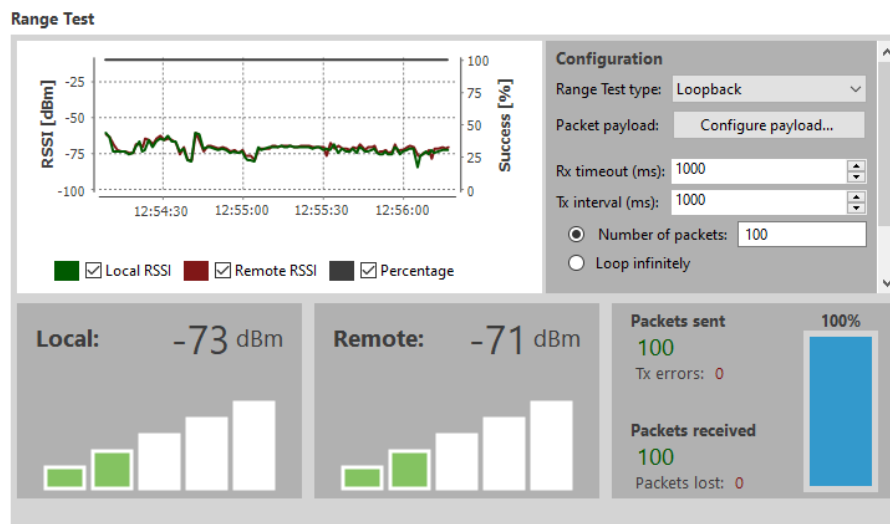 Range Test
RSSI [dBm]
-25
-50
-75
-100
100
75
50
25
0
Success [%]
12:54:30 12:55:00 12:55:30 12:56:00
Local RSSI Remote RSSI Percentage
Configuration
Range Test type: Loopback
Packet payload: Configure payload...
Rx timeout (ms): 1000
Tx interval (ms): 1000
Number of packets: 100
Loop infinitely
Local: -73 dBm
Remote: -71 dBm
Packets sent 100%
100
Tx errors: 0
Packets received
100
Packets lost: 0